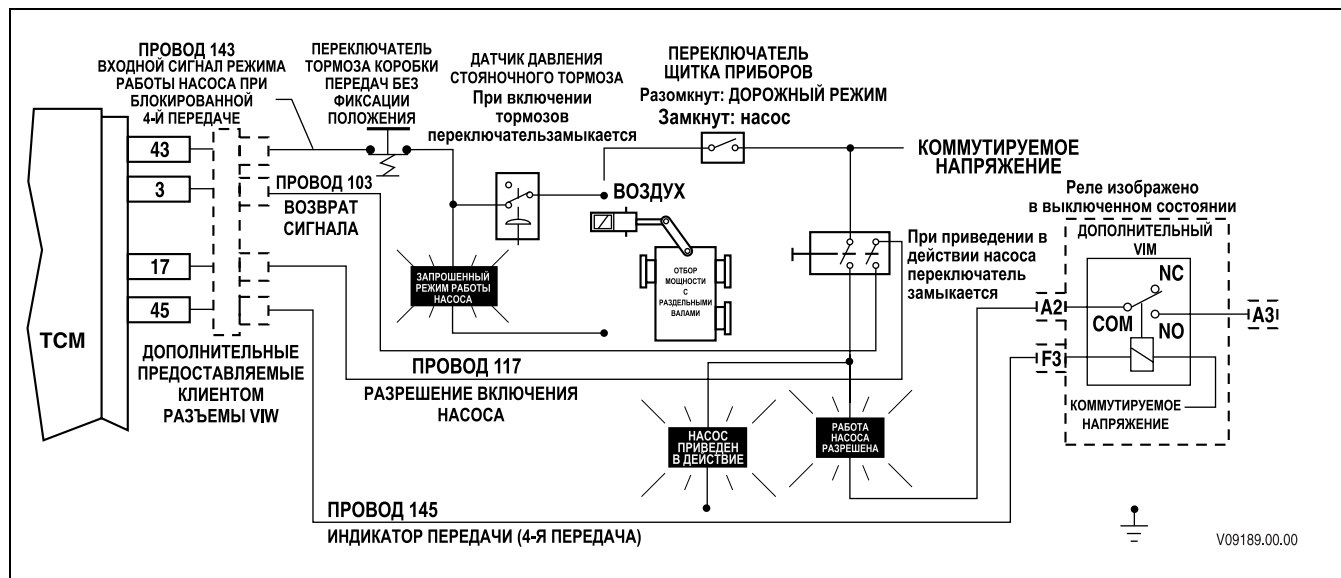 ПРОВОД 143
ВХОДНОЙ СИГНАЛ РЕЖИМА
РАБОТЫ НАСОСА ПРИ
БЛОКИРОВАННОЙ
4-Й ПЕРЕДАЧЕ
ПЕРЕКЛЮЧАТЕЛЬ
ТОРМОЗА КОРОБКИ
ПЕРЕДАЧ БЕЗ
ФИКСАЦИИ
ПОЛОЖЕНИЯ
ДАТЧИК ДАВЛЕНИЯ
СТОЯНОЧНОГО ТОРМОЗА
При включении
тормозов
переключательзамыкается
ПЕРЕКЛЮЧАТЕЛЬ
ЩИТКА ПРИБОРОВ
Разомкнут: ДОРОЖНЫЙ РЕЖИМ
Замкнут: насос
КОММУТИРУЕМОЕ
НАПРЯЖЕНИЕ
43
3
17
45
TCM
ПРОВОД 103
ВОЗВРАТ
СИГНАЛА
ВОЗДУХ
ЗАПРОШЕННЫЙ
РЕЖИМ РАБОТЫ
НАСОСА
ОТБОР
МОЩНОСТИ
С
РАЗДЕЛЬНЫМИ
ВАЛАМИ
При приведении в
действии насоса
переключатель
замыкается
Реле изображено
в выключенном состоянии
ДОПОЛНИТЕЛЬНЫЙ
VIM
NC
COM
NO
A2
A3
F3
КОММУТИРУЕМОЕ
НАПРЯЖЕНИЕ
ДОПОЛНИТЕЛЬНЫЕ
ПРЕДОСТАВЛЯЕМЫЕ
КЛИЕНТОМ
РАЗЪЕМЫ VIW
ПРОВОД 117
РАЗРЕШЕНИЕ ВКЛЮЧЕНИЯ
НАСОСА
НАСОС
ПРИВЕДЕН
В ДЕЙСТВИЕ
РАБОТА
НАСОСА
РАЗРЕШЕНА
ПРОВОД 145
ИНДИКАТОР ПЕРЕДАЧИ (4-Я ПЕРЕДАЧА)
V09189.00.00